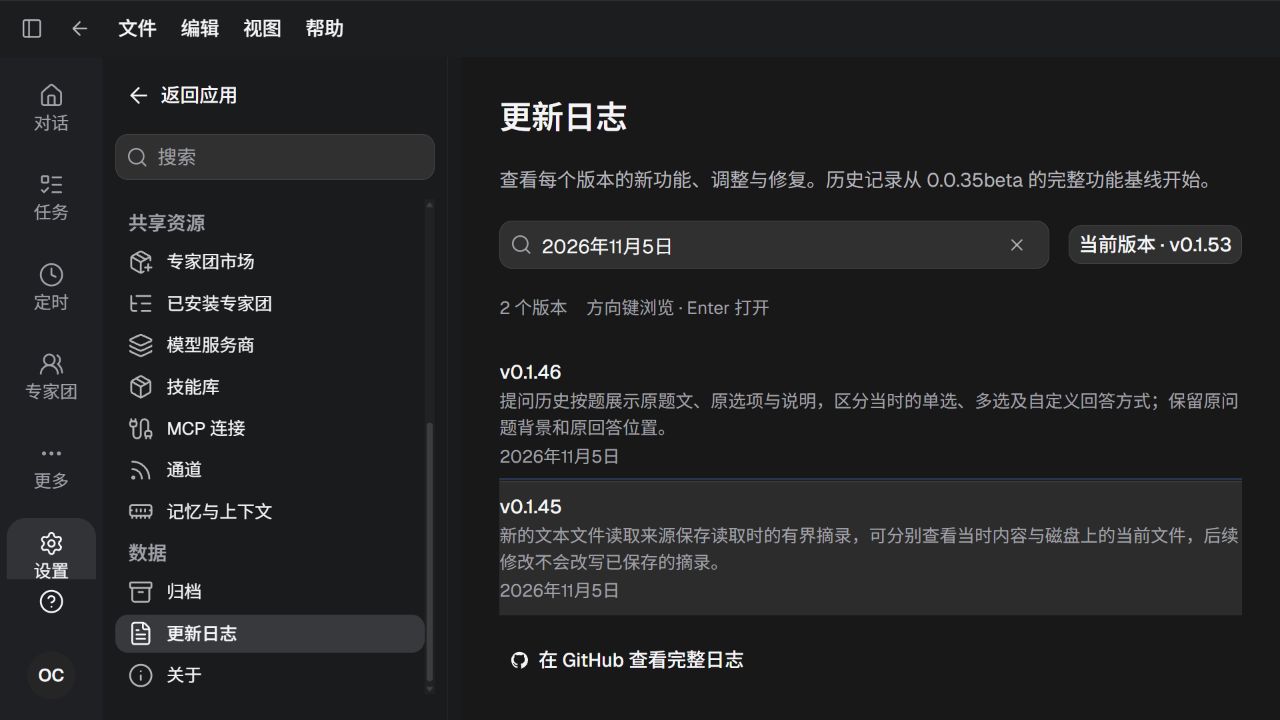 文件 编辑 视图 帮助
对话
任务
定时
专家团
更多
设置
OC
返回应用
搜索
共享资源
专家团市场
已安装专家团
模型服务商
技能库
MCP 连接
通道
记忆与上下文
数据
归档
更新日志
关于
更新日志
查看每个版本的新功能、调整与修复。历史记录从 0.0.35beta 的完整功能基线开始。
2026年11月5日
当前版本 · v0.1.53
2 个版本 方向键浏览 · Enter 打开
v0.1.46
提问历史按题展示原题文、原选项与说明，区分当时的单选、多选及自定义回答方式；保留原问
题背景和原回答位置。
2026年11月5日
v0.1.45
新的文本文件读取来源保存读取时的有界摘录，可分别查看当时内容与磁盘上的当前文件，后续
修改不会改写已保存的摘录。
2026年11月5日
在 GitHub 查看完整日志